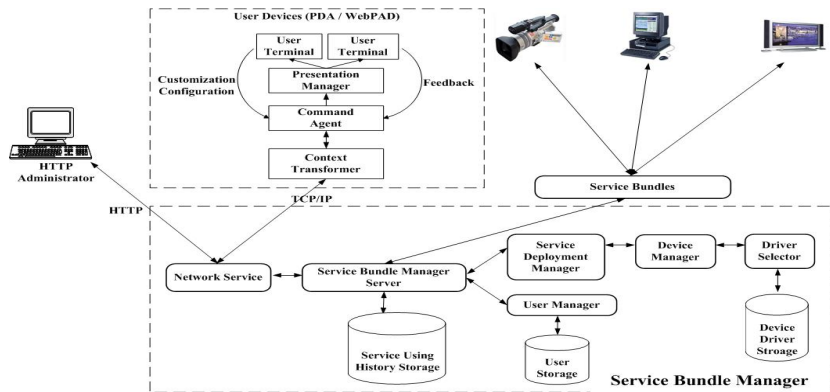 User Devices (PDA / WebPAD)
User
Terminal
User
Terminal
Customization
Configuration
Presentation
Manager
Feedback
Command
Agent
Context
Transformer
HTTP
Administrator
HTTP
TCP/IP
Service Bundles
Network Service
Service Bundle Manager
Server
Service
Deployment
Manager
Device
Manager
Driver
Selector
User Manager
Service Using
History Storage
User
Storage
Device
Driver
Stroage
Service Bundle Manager